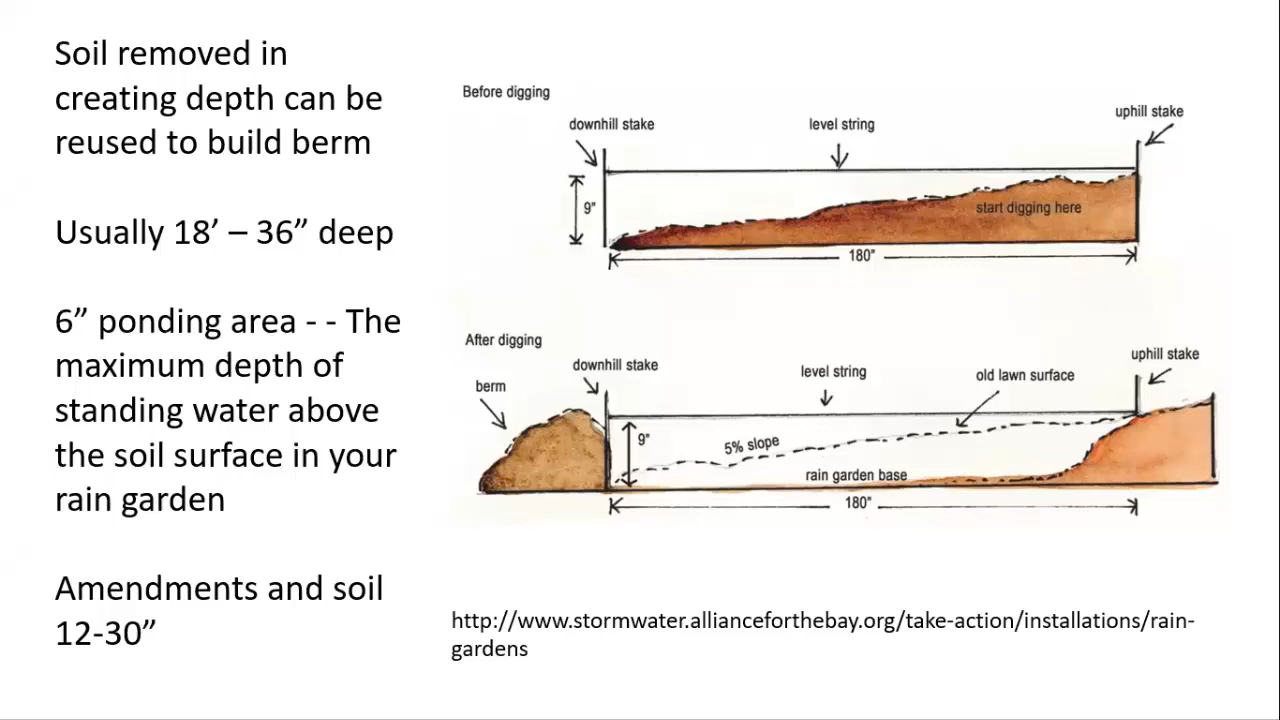 Soil removed in
creating depth can be
reused to build berm
Usually 18’ – 36” deep
6” ponding area - - The
maximum depth of
standing water above
the soil surface in your
rain garden
Amendments and soil
12-30”
Before digging
downhill stake
level string
uphill stake
9"
start digging here
180"
After digging
berm
downhill stake
level string
old lawn surface
uphill stake
9"
5% slope
rain garden base
180"
http://www.stormwater.allianceforthebay.org/take-action/installations/rain-
gardens